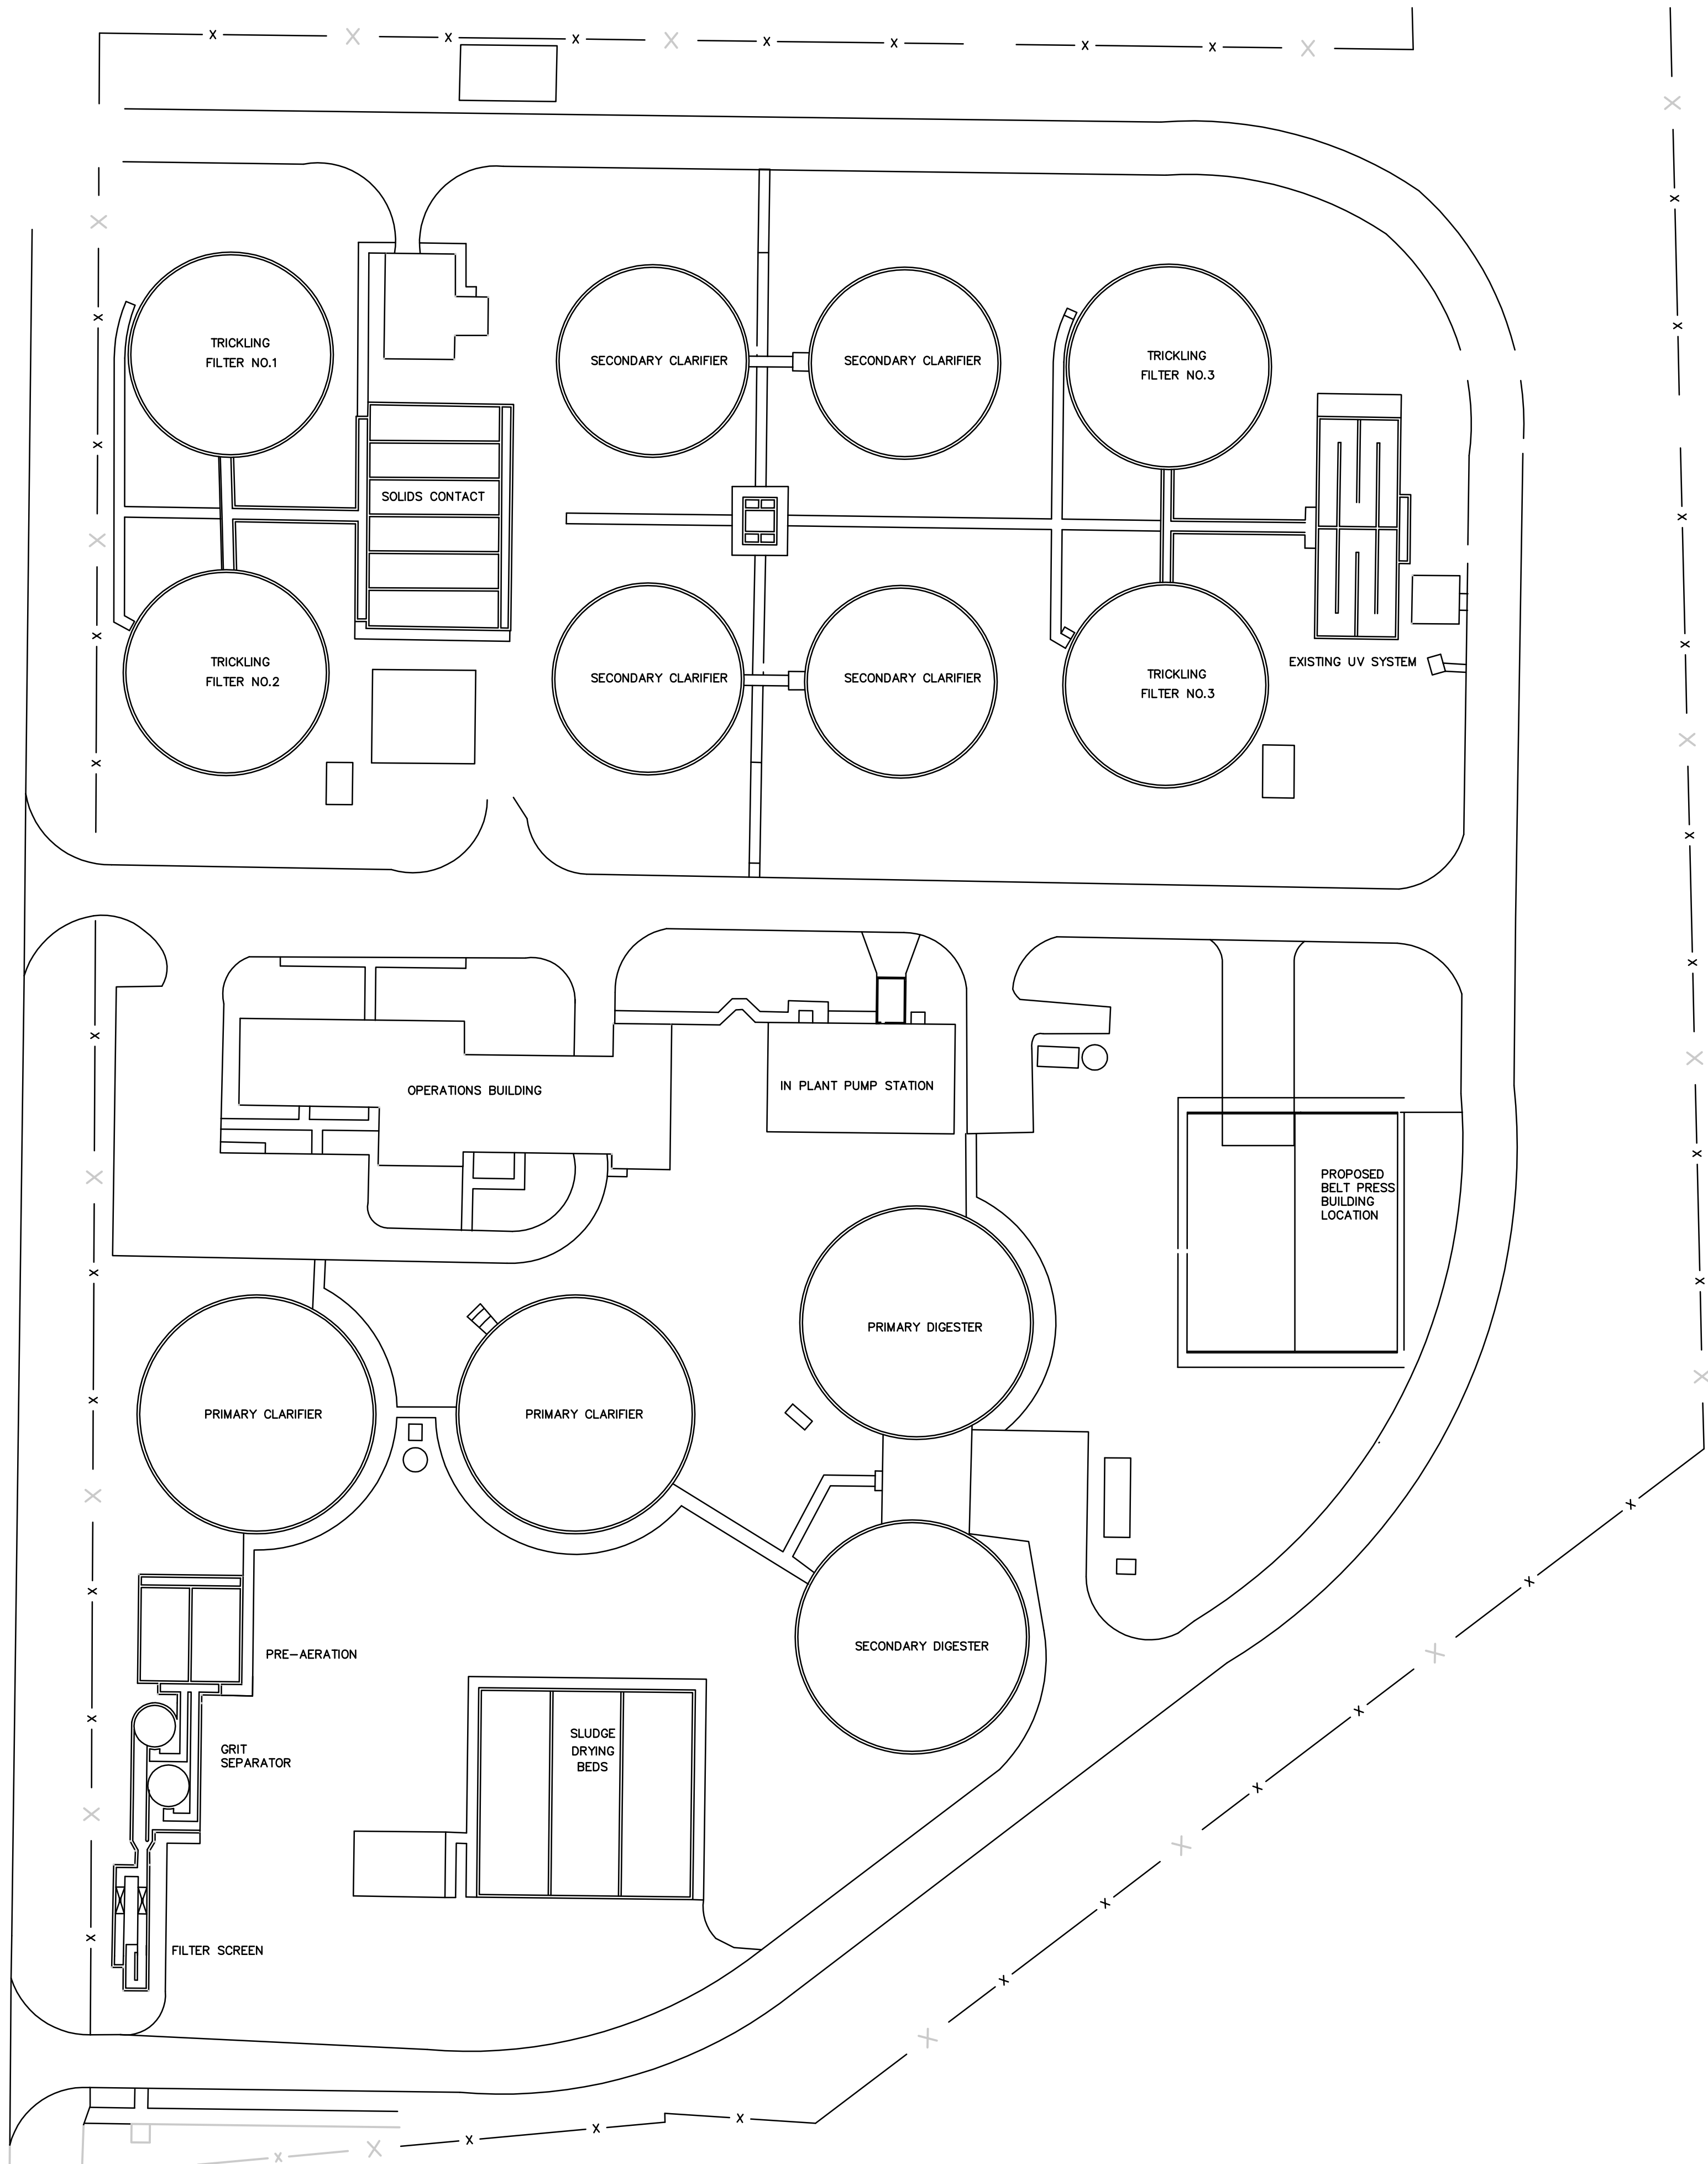 TRICKLING
FILTER NO.1
SECONDARY CLARIFIER
SECONDARY CLARIFIER
TRICKLING
FILTER NO.3
SOLIDS CONTACT
TRICKLING
FILTER NO.2
SECONDARY CLARIFIER
SECONDARY CLARIFIER
TRICKLING
FILTER NO.3
EXISTING UV SYSTEM
OPERATIONS BUILDING
IN PLANT PUMP STATION
PROPOSED
BELT PRESS
BUILDING
LOCATION
PRIMARY DIGESTER
PRIMARY CLARIFIER
PRIMARY CLARIFIER
SECONDARY DIGESTER
PRE-AERATION
GRIT
SEPARATOR
SLUDGE
DRYING
BEDS
FILTER SCREEN